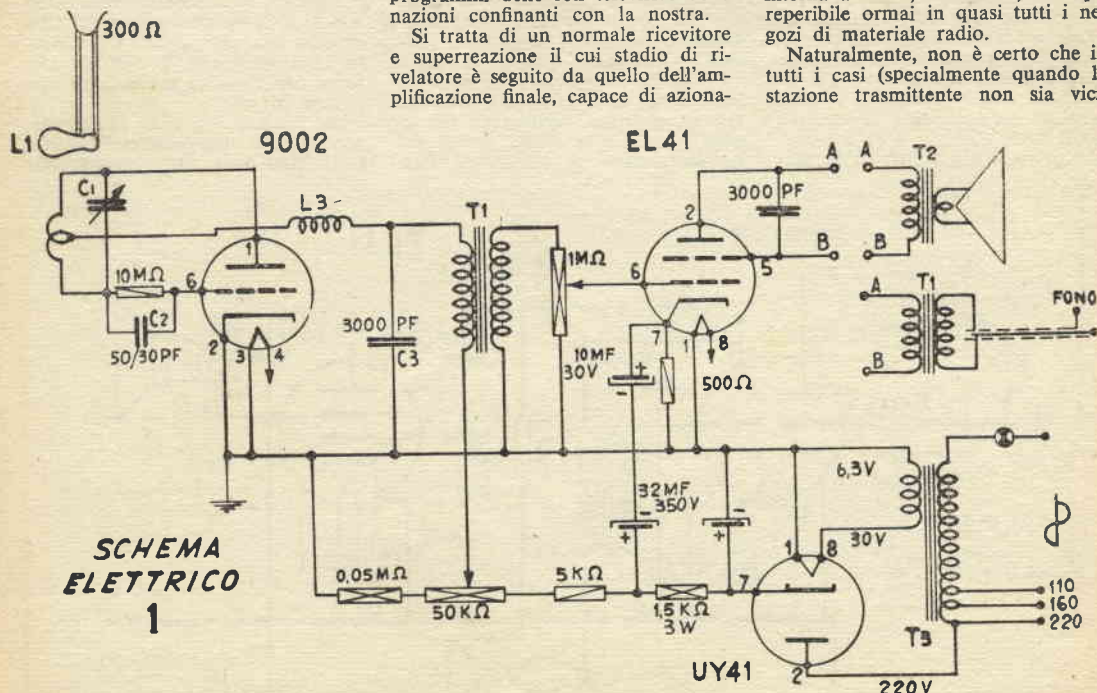 nazioni confinanti con la nostra.
Si tratta di un normale ricevitore
e superreazione il cui stadio di ri-
velatore è seguito da quello dell'am-
plificazione finale, capace di aziona-
reperibile ormai in quasi tutti i ne
gozi di materiale radio.
Naturalmente, non è certo che i
tutti i casi (specialmente quando l
stazione trasmittente non sia vic
300 Ω
L1
9002
EL41
C1
L3
T1
10MΩ
6
1
C2
50/30PF
2
3
4
3000 PF
C3
1MΩ
6
2
5
7
1
8
3000 PF
10MF
30V
500Ω
A
A
B
B
T2
A
B
T1
FONO
SCHEMA
ELETTRICO
1
0,05MΩ
50KΩ
5KΩ
32MF
350V
1,5KΩ
3W
7
1
8
2
UY41
6,3V
30V
220V
T3
110
160
220